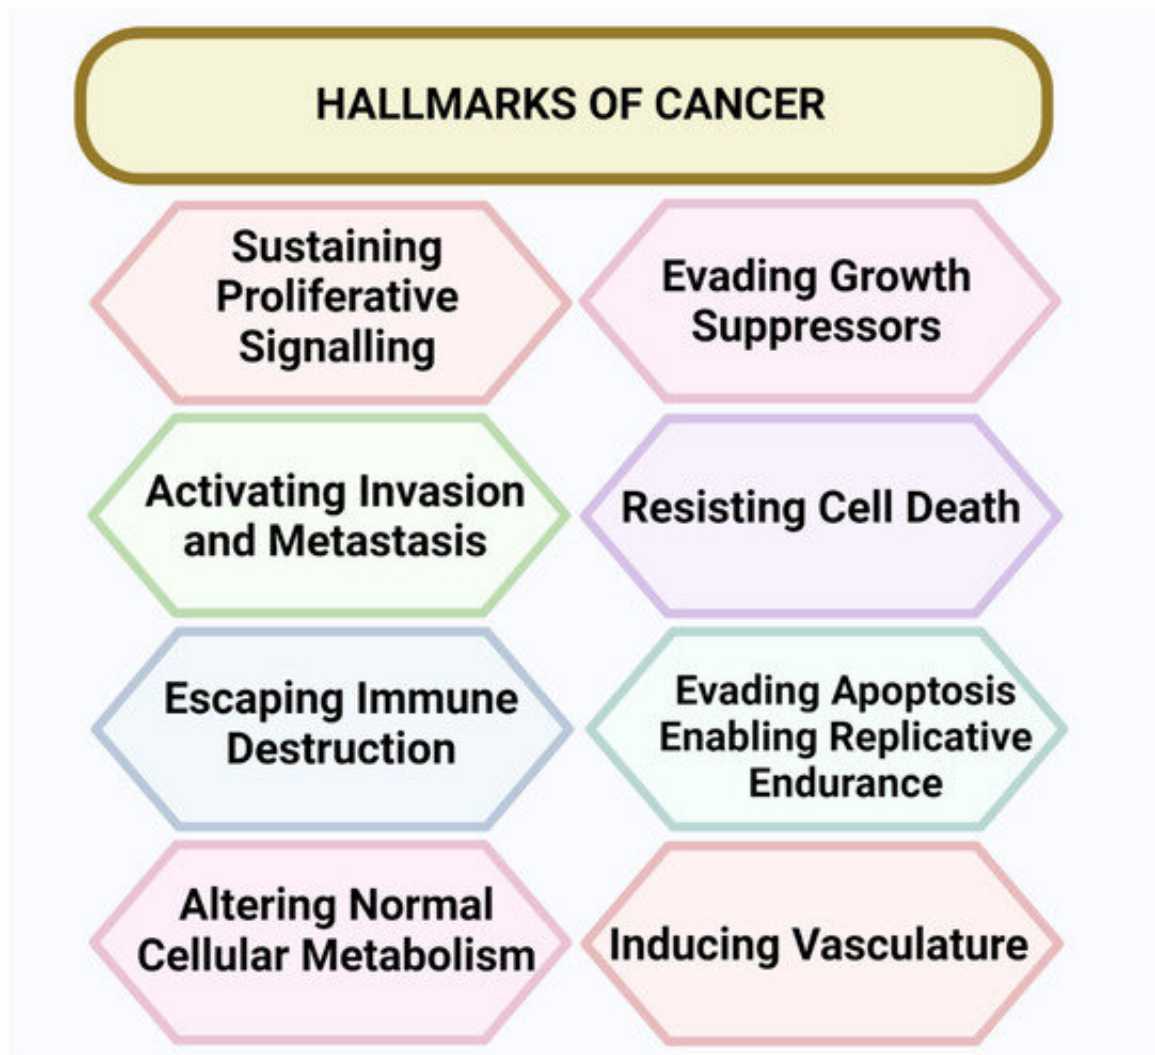 HALLMARKS OF CANCER
Sustaining
Proliferative
Signalling
Evading Growth
Suppressors
Activating Invasion
and Metastasis
Resisting Cell Death
Escaping Immune
Destruction
Evading Apoptosis
Enabling Replicative
Endurance
Altering Normal
Cellular Metabolism
Inducing Vasculature